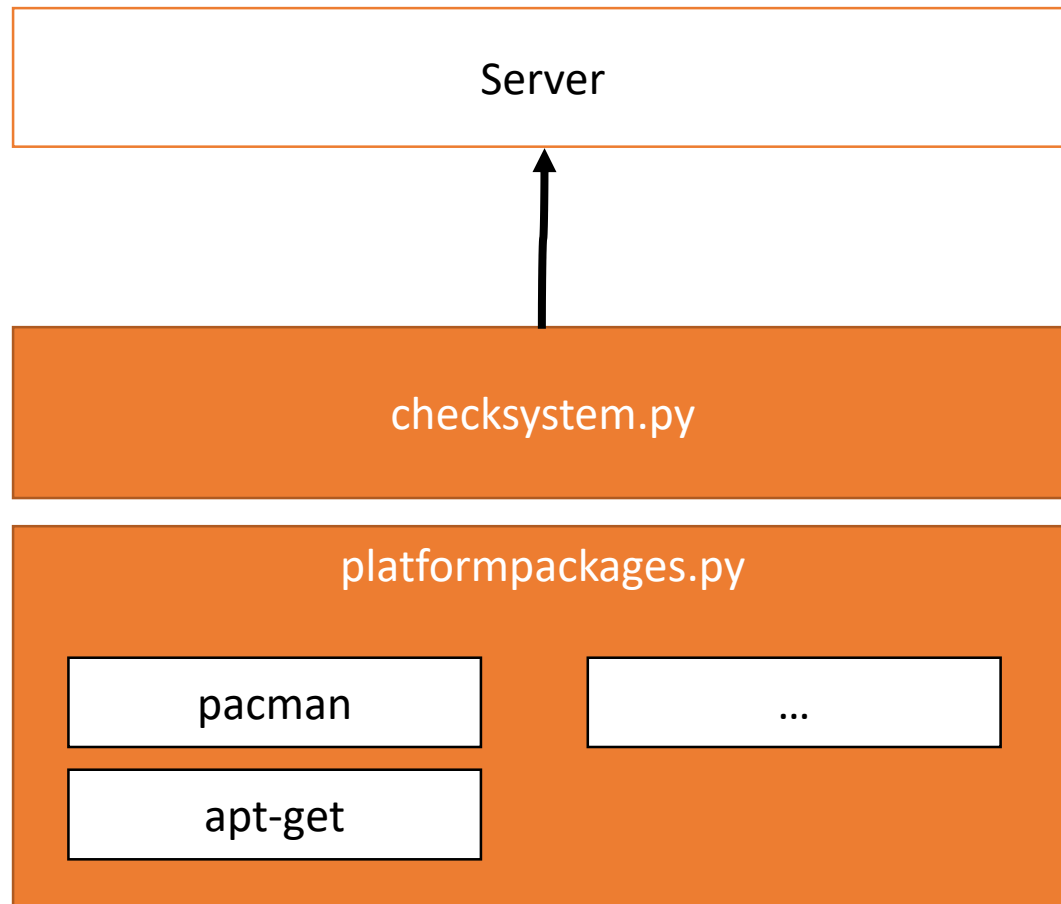 Server
checksystem.py
platformpackages.py
pacman
...
apt-get